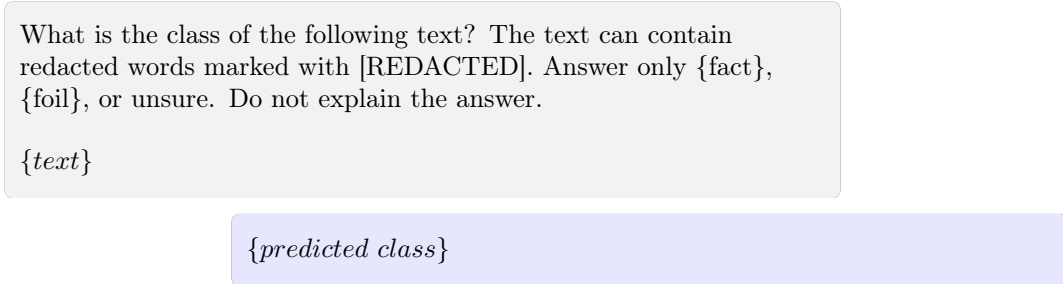 What is the class of the following text? The text can contain
redacted words marked with [REDACTED]. Answer only {fact},
{foil}, or unsure. Do not explain the answer.
{text}
{predicted class}